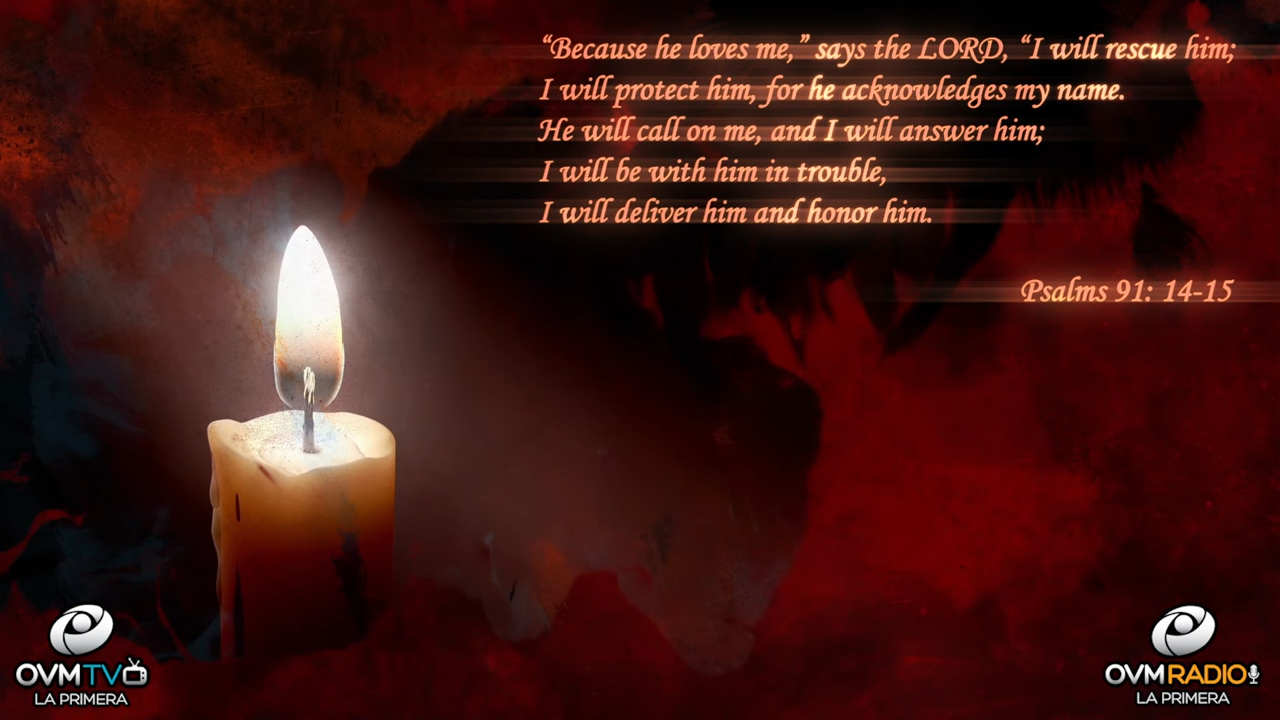 “Because he loves me,” says the LORD, “I will rescue him;
I will protect him, for he acknowledges my name.
He will call on me, and I will answer him;
I will be with him in trouble,
I will deliver him and honor him.
Psalms 91: 14-15
OVMTV
LA PRIMERA
OVMRADIO
LA PRIMERA